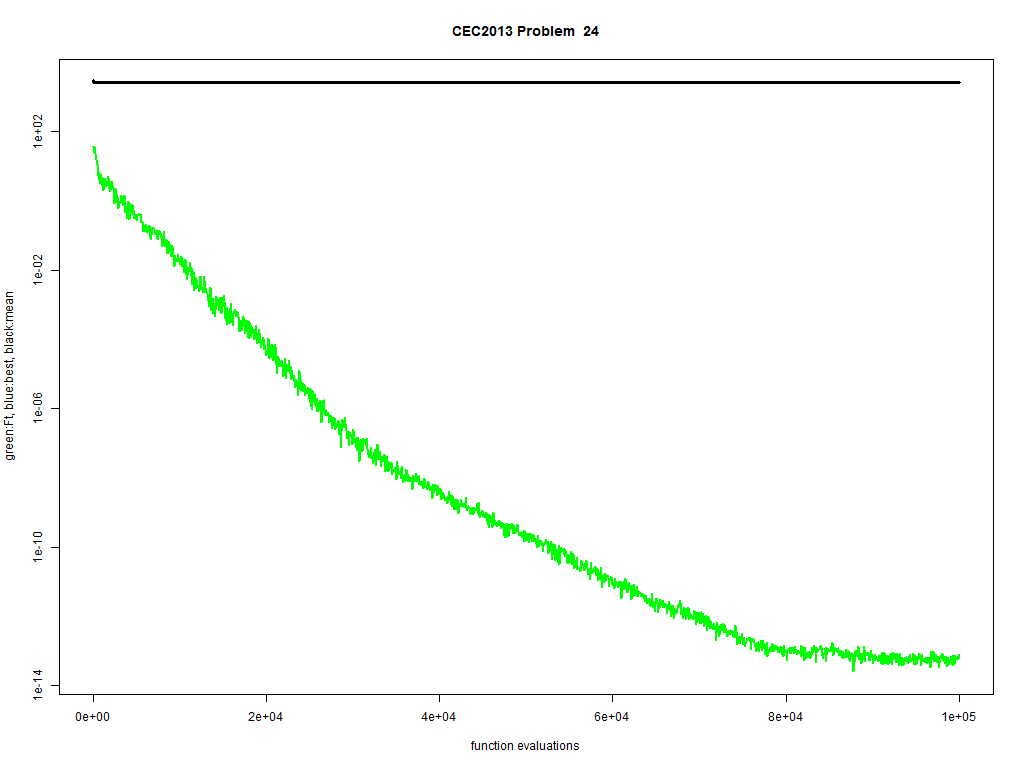 CEC2013 Problem  24
green:Ft, blue:best, black:mean
1e+02
1e-02
1e-06
1e-10
1e-14
0e+00
2e+04
4e+04
6e+04
8e+04
1e+05
function evaluations